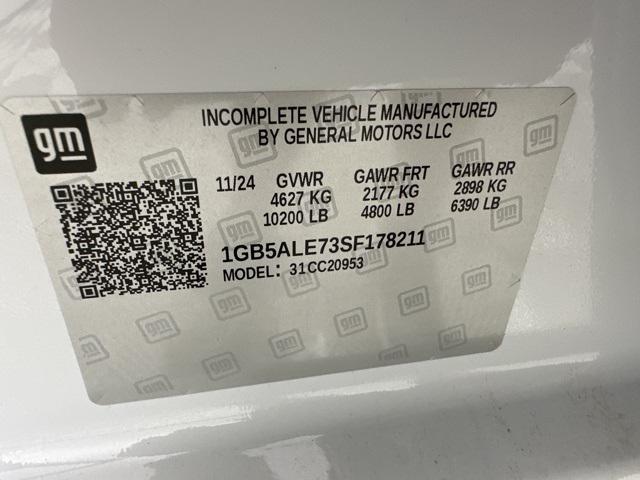 gm
INCOMPLETE VEHICLE MANUFACTURED
BY GENERAL MOTORS LLC
11/24 GVWR GAWR FRT GAWR RR
4627 KG 2177 KG 2898 KG
10200 LB 4800 LB 6390 LB
1GB5ALE73SF178211
MODEL: 31CC20953